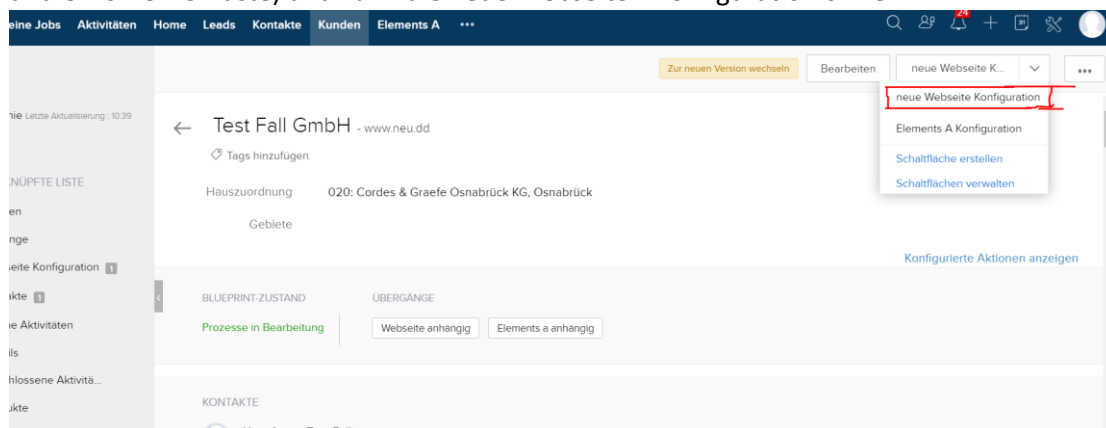 eine Jobs Aktivitäten Home Leads Kontakte Kunden Elements A ...
24
Zur neuen Version wechseln Bearbeiten neue Webseite K... ...
neue Webseite Konfiguration
Elements A Konfiguration
Schaltfläche erstellen
Schaltflächen verwalten
nie Letzte Aktualisierung : 10:39
Test Fall GmbH - www.neu.dd
Tags hinzufügen
KNÜPFTE LISTE
Hauszuordnung 020: Cordes & Graefe Osnabrück KG, Osnabrück
en
Gebiete
nge
Konfigurierte Aktionen anzeigen
seite Konfiguration 1
akte 1
BLUEPRINT-ZUSTAND ÜBERGÄNGE
ne Aktivitäten
Prozesse in Bearbeitung Webseite anhängig Elements a anhängig
ils
hlossene Aktivitä...
ukte
KONTAKTE